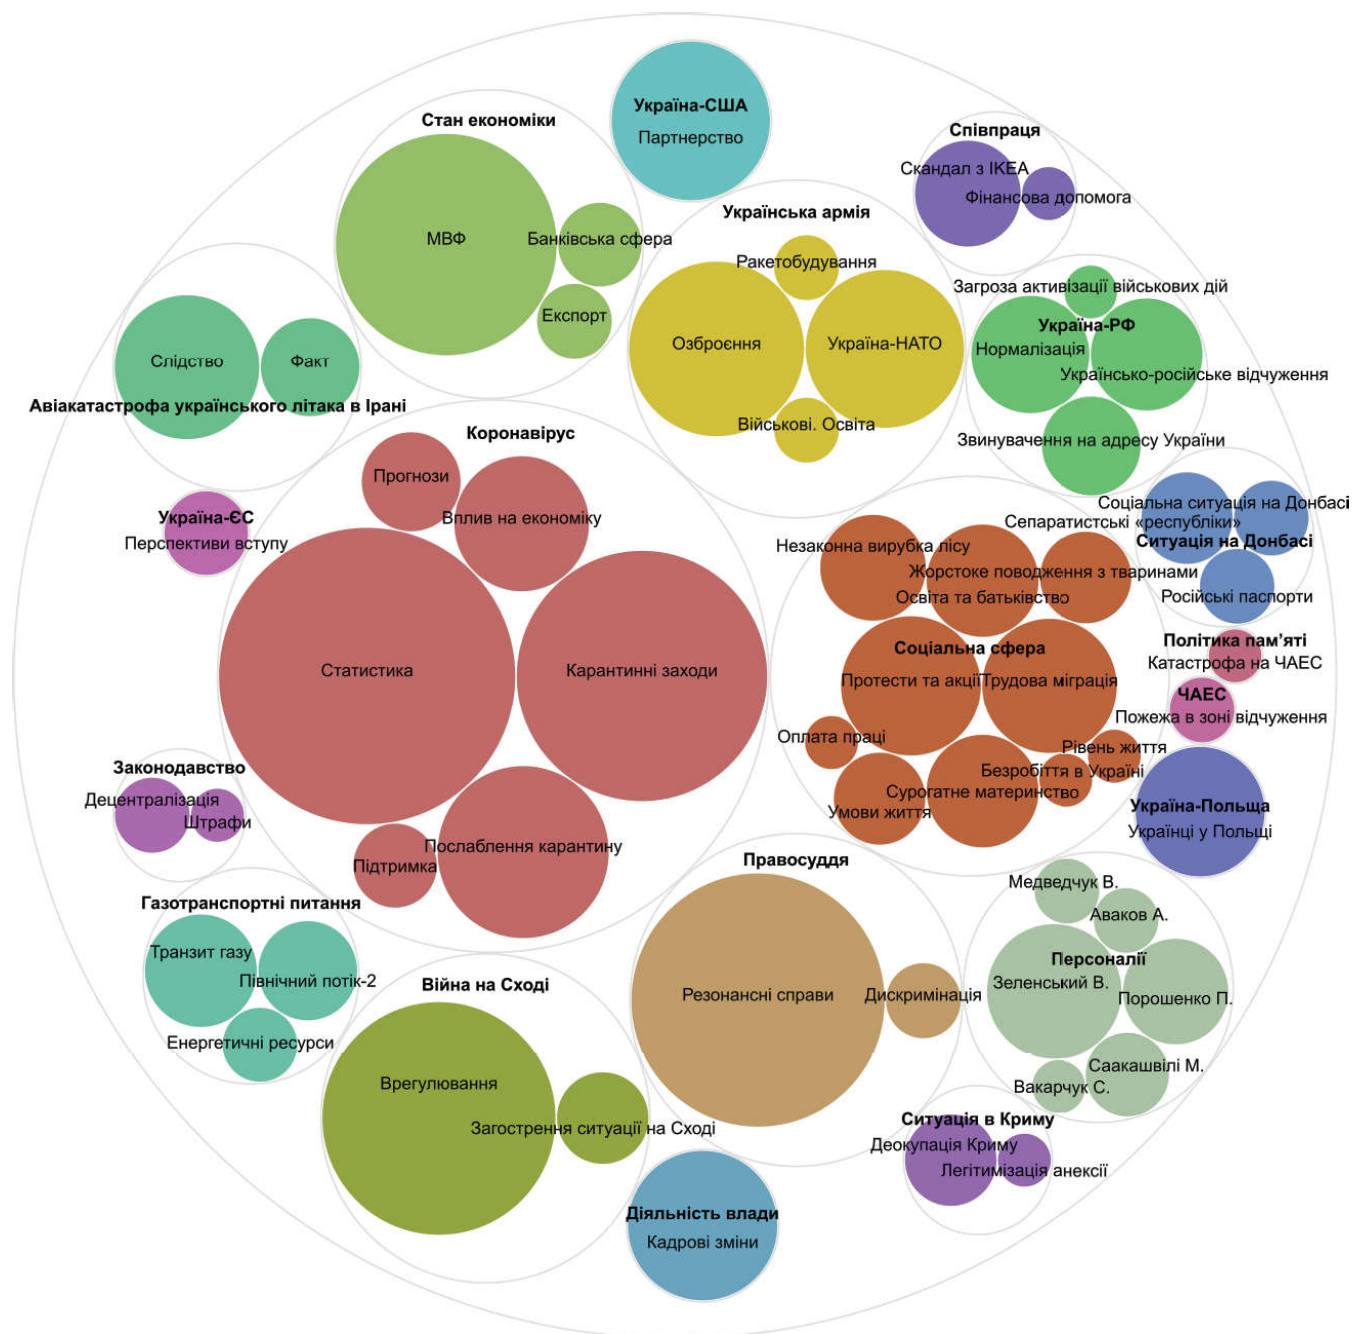 Україна-США
Партнерство
Стан економіки
МВФ
Банківська сфера
Експорт
Співпраця
Скандал з IKEA
Фінансова допомога
Українська армія
Ракетобудування
Озброєння
Україна-НАТО
Військові. Освіта
Загроза активізації військових дій
Україна-РФ
Нормалізація
Українсько-російське відчуження
Звинувачення на адресу України
Слідство
Факт
Авіакатастрофа українського літака в Ірані
Коронавірус
Прогнози
Вплив на економіку
Статистика
Карантинні заходи
Послаблення карантину
Підтримка
Україна-ЄС
Перспективи вступу
Соціальна ситуація на Донбасі
Сепаратистські «республіки»
Ситуація на Донбасі
Російські паспорти
Незаконна вирубка лісу
Жорстоке поводження з тваринами
Освіта та батьківство
Соціальна сфера
Протести та акції
Трудова міграція
Оплата праці
Рівень життя
Безробіття в Україні
Сурогатне материнство
Умови життя
Політика пам’яті
Катастрофа на ЧАЕС
ЧАЕС
Пожежа в зоні відчуження
Україна-Польща
Українці у Польщі
Законодавство
Децентралізація
Штрафи
Газотранспортні питання
Транзит газу
Північний потік-2
Енергетичні ресурси
Правосуддя
Резонансні справи
Дискримінація
Медведчук В.
Аваков А.
Персоналії
Зеленський В.
Порошенко П.
Саакашвілі М.
Вакарчук С.
Війна на Сході
Врегулювання
Загострення ситуації на Сході
Ситуація в Криму
Деокупація Криму
Легітимізація анексії
Діяльність влади
Кадрові зміни